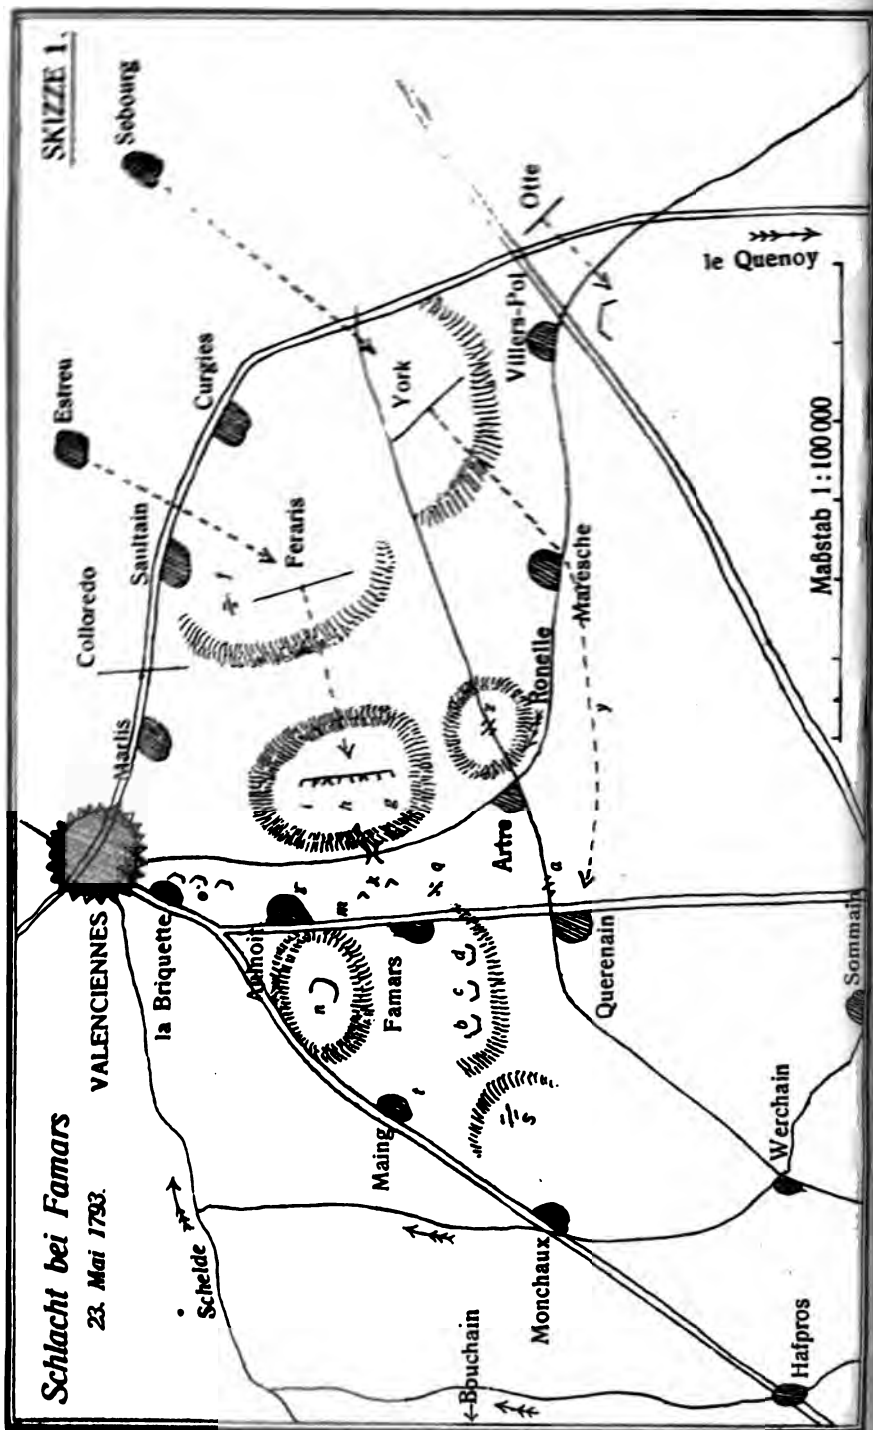 SKIZZE 1.
Schlacht bei Famars
23. Mai 1793.
VALENCIENNES
Schelde
la Briquette
Aulnoit
Marlis
Colloredo
Saultain
Estreu
Curgies
Sebourg
f
Feraris
York
Otte
Villers-Pol
le Quenoy
i
h
g
z
Ronelle
Maresche
y
Artre
o
r
m
k
q
a
n
Famars
b c d
Querenain
Maing
t
s
Sommain
Werchain
Monchaux
←Bouchain
Hafpros
Maßstab 1:100000